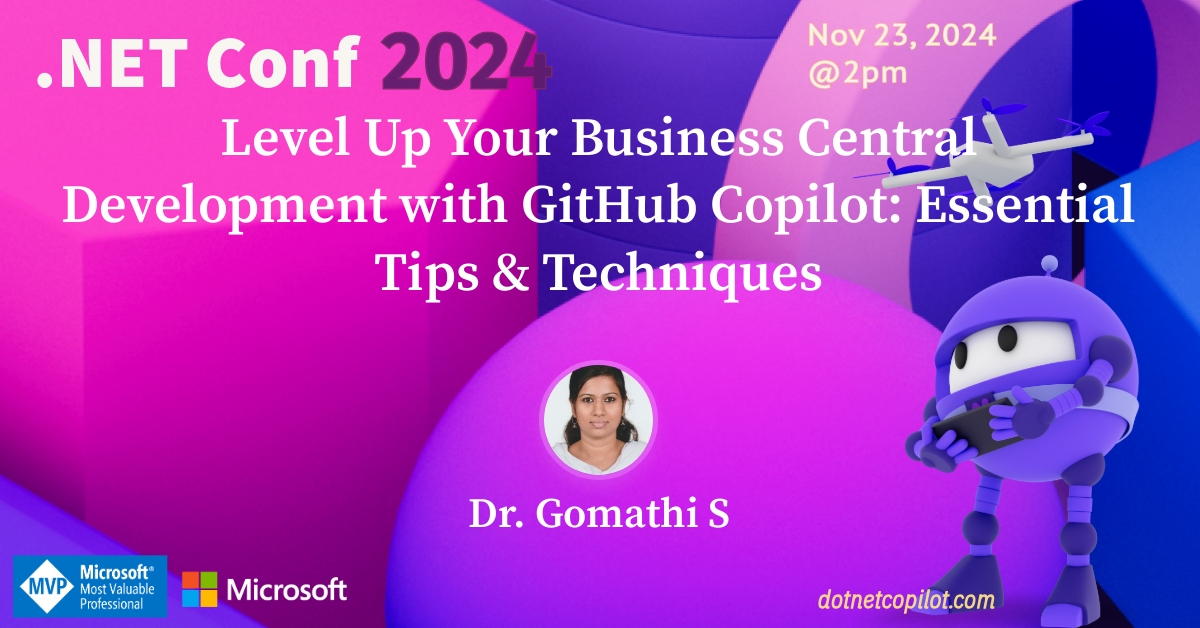 .NET Conf 2024
Nov 23, 2024
@2pm
Level Up Your Business Central
Development with GitHub Copilot: Essential
Tips & Techniques
Dr. Gomathi S
MVP
Microsoft®
Most Valuable
Professional
Microsoft
dotnetcopilot.com